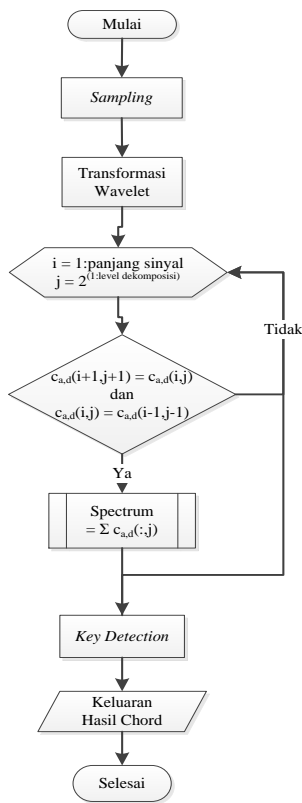 Mulai
Sampling
Transformasi
Wavelet
i = 1:panjang sinyal
j = 2^(1:level dekomposisi)
Tidak
c_a,d(i+1,j+1) = c_a,d(i,j)
dan
c_a,d(i,j) = c_a,d(i-1,j-1)
Ya
Spectrum
= Σ c_a,d(:,j)
Key Detection
Keluaran
Hasil Chord
Selesai